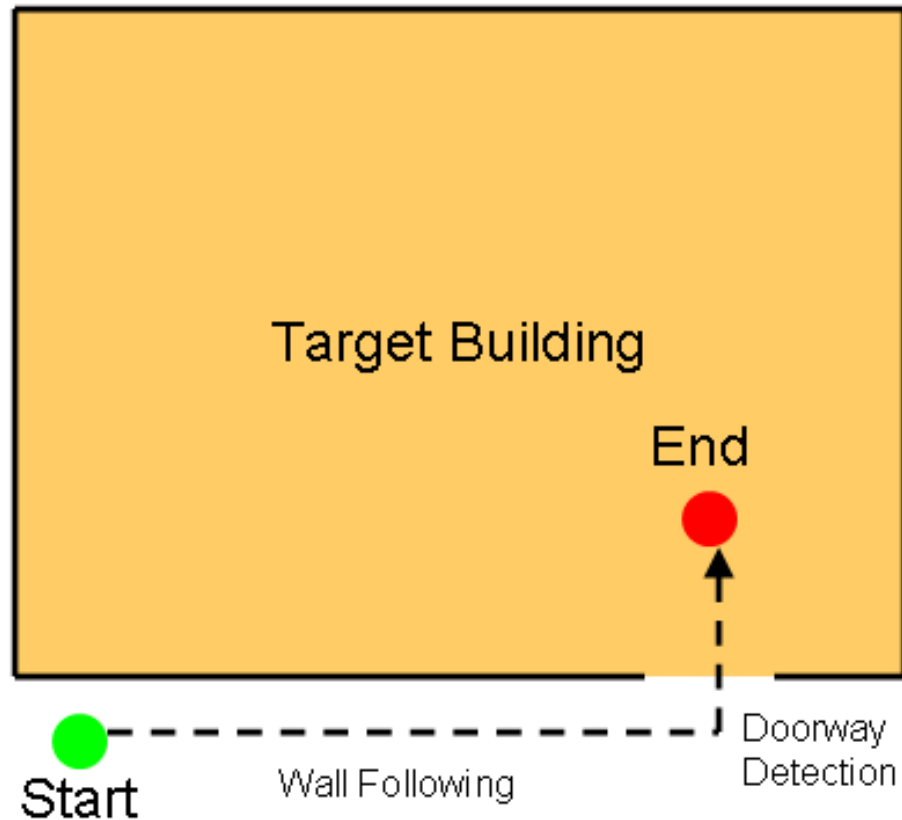 Target Building
End
Doorway
Detection
Wall Following
Start